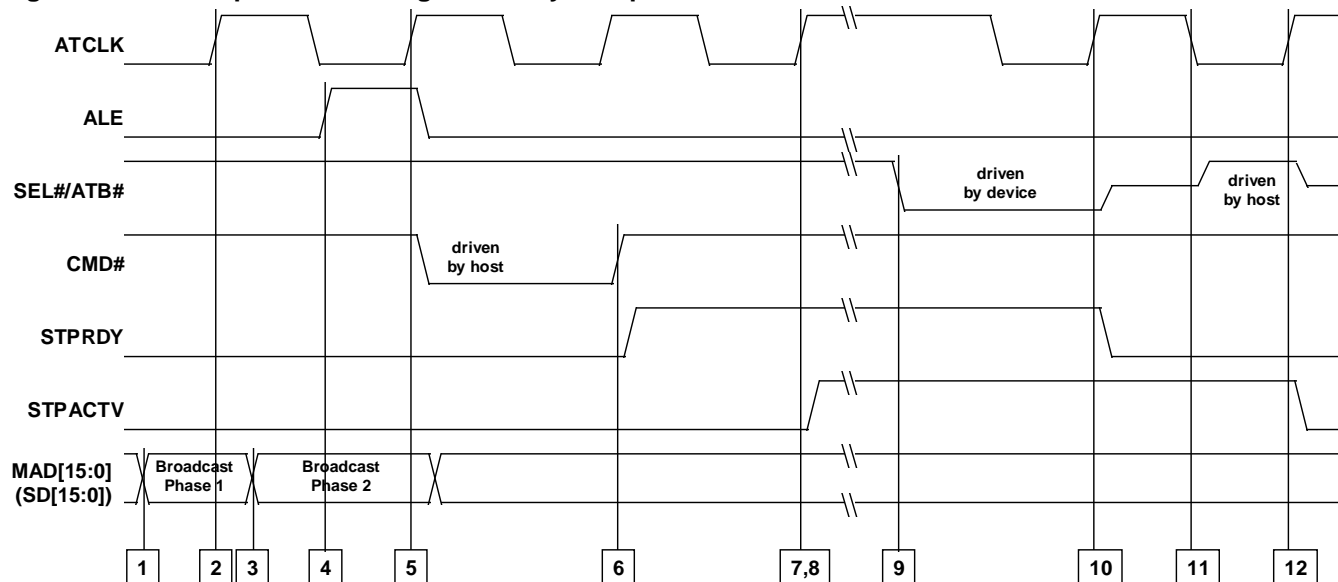 ATCLK
ALE
SEL#/ATB#
driven
by device
driven
by host
CMD#
driven
by host
STPRDY
STPACTV
MAD[15:0]
(SD[15:0])
Broadcast
Phase 1
Broadcast
Phase 2
1 2 3 4 5 6 7,8 9 10 11 12